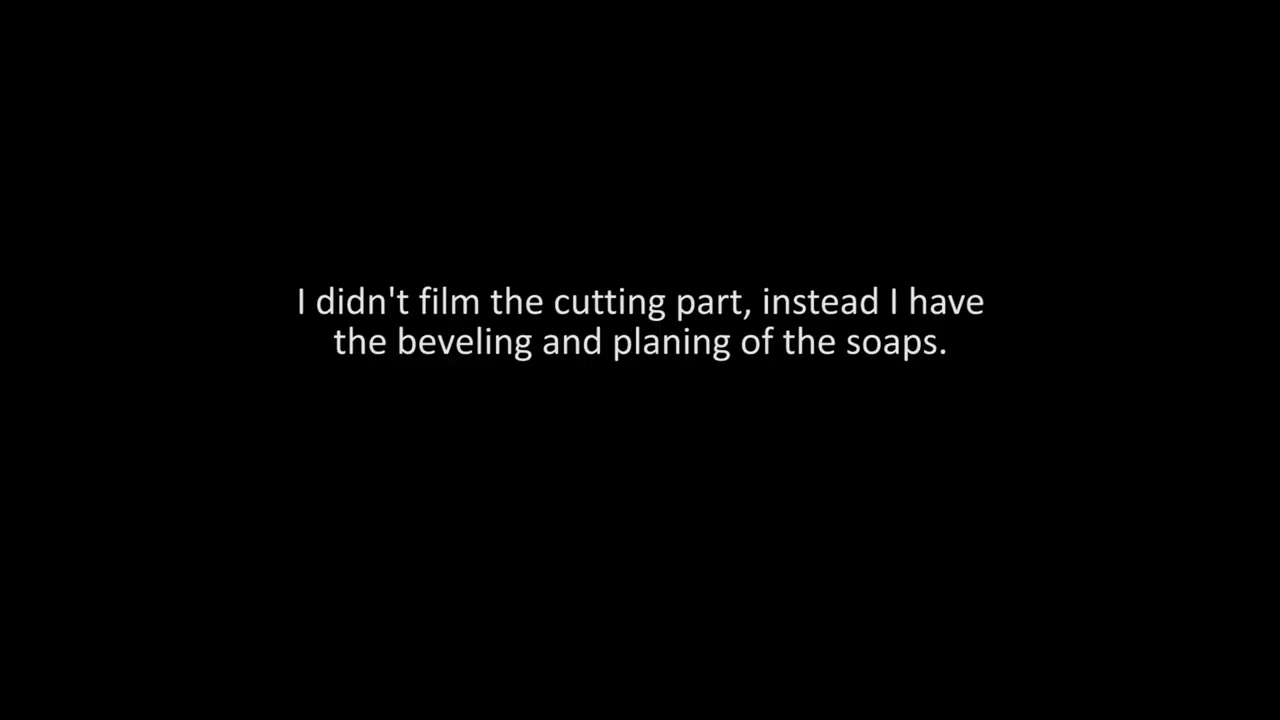 I didn't film the cutting part, instead I have
the beveling and planing of the soaps.